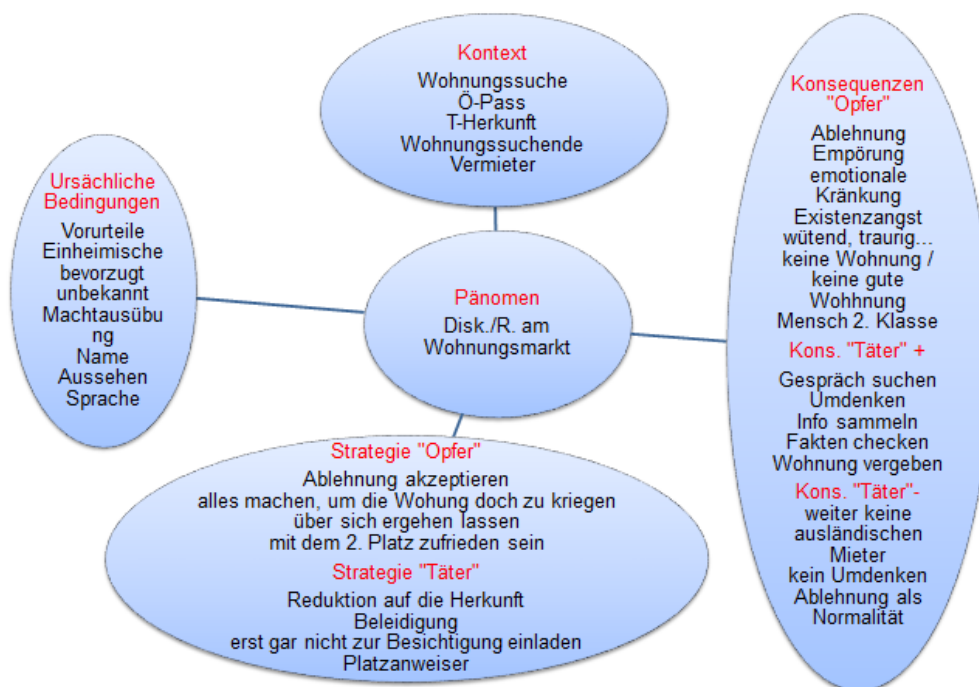 Kontext
Wohnungssuche
Ö-Pass
T-Herkunft
Wohnungssuchende
Vermieter
Ursächliche
Bedingungen
Vorurteile
Einheimische
bevorzugt
unbekannt
Machtausübu
ng
Name
Aussehen
Sprache
Pänomen
Disk./R. am
Wohnungsmarkt
Konsequenzen
"Opfer"
Ablehnung
Empörung
emotionale
Kränkung
Existenzangst
wütend, traurig...
keine Wohnung /
keine gute
Wohhnung
Mensch 2. Klasse
Kons. "Täter" +
Gespräch suchen
Umdenken
Info sammeln
Fakten checken
Wohnung vergeben
Kons. "Täter"-
weiter keine
ausländischen
Mieter
kein Umdenken
Ablehnung als
Normalität
Strategie "Opfer"
Ablehnung akzeptieren
alles machen, um die Wohung doch zu kriegen
über sich ergehen lassen
mit dem 2. Platz zufrieden sein
Strategie "Täter"
Reduktion auf die Herkunft
Beleidigung
erst gar nicht zur Besichtigung einladen
Platzanweiser